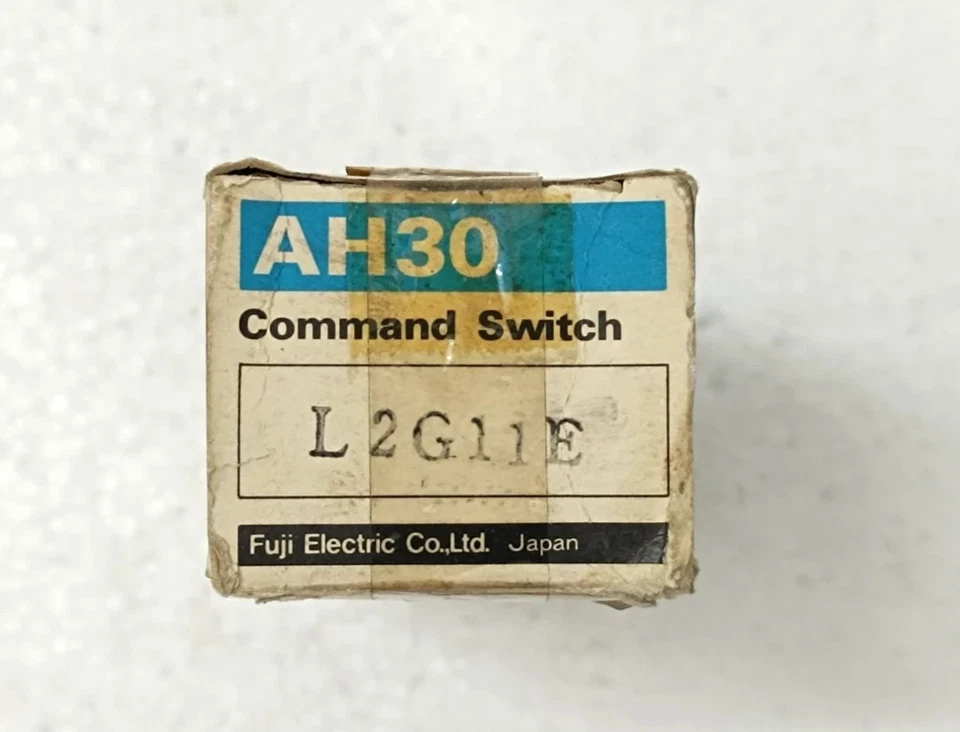 AH30
Command Switch
L2G11E
Fuji Electric Co.,Ltd. Japan